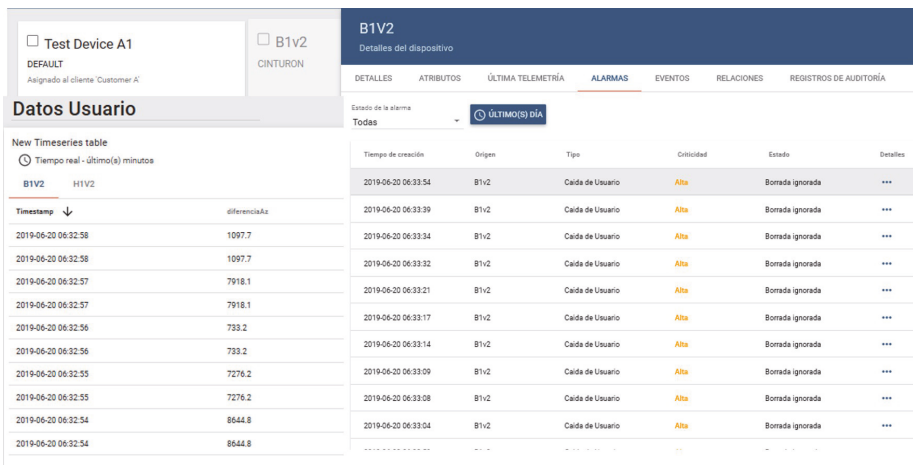 Test Device A1
DEFAULT
Asignado al cliente 'Customer A'
B1v2
CINTURON
Datos Usuario
New Timeseries table
Tiempo real - último(s) minutos
B1V2 H1V2
Timestamp diferenciaAz
2019-06-20 06:32:58 1097.7
2019-06-20 06:32:58 1097.7
2019-06-20 06:32:57 7918.1
2019-06-20 06:32:57 7918.1
2019-06-20 06:32:56 733.2
2019-06-20 06:32:56 733.2
2019-06-20 06:32:55 7276.2
2019-06-20 06:32:55 7276.2
2019-06-20 06:32:54 8644.8
2019-06-20 06:32:54 8644.8
B1V2
Detalles del dispositivo
DETALLES ATRIBUTOS ÚLTIMA TELEMETRÍA ALARMAS EVENTOS RELACIONES REGISTROS DE AUDITORÍA
Estado de la alarma
Todas
ÚLTIMO(S) DÍA
Tiempo de creación Origen Tipo Criticidad Estado Detalles
2019-06-20 06:33:54 B1v2 Caida de Usuario Alta Borrada ignorada •••
2019-06-20 06:33:39 B1v2 Caida de Usuario Alta Borrada ignorada •••
2019-06-20 06:33:34 B1v2 Caida de Usuario Alta Borrada ignorada •••
2019-06-20 06:33:32 B1v2 Caida de Usuario Alta Borrada ignorada •••
2019-06-20 06:33:21 B1v2 Caida de Usuario Alta Borrada ignorada •••
2019-06-20 06:33:17 B1v2 Caida de Usuario Alta Borrada ignorada •••
2019-06-20 06:33:14 B1v2 Caida de Usuario Alta Borrada ignorada •••
2019-06-20 06:33:09 B1v2 Caida de Usuario Alta Borrada ignorada •••
2019-06-20 06:33:08 B1v2 Caida de Usuario Alta Borrada ignorada •••
2019-06-20 06:33:04 B1v2 Caida de Usuario Alta Borrada ignorada •••